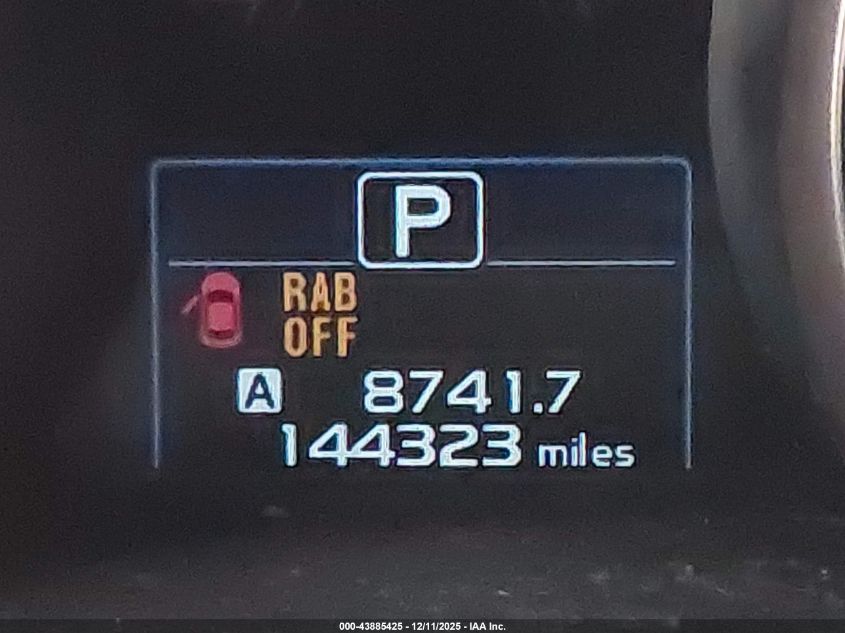 P
RAB
OFF
A 8741.7
144323 miles
000-43885425 - 12/11/2025 - IAA Inc.